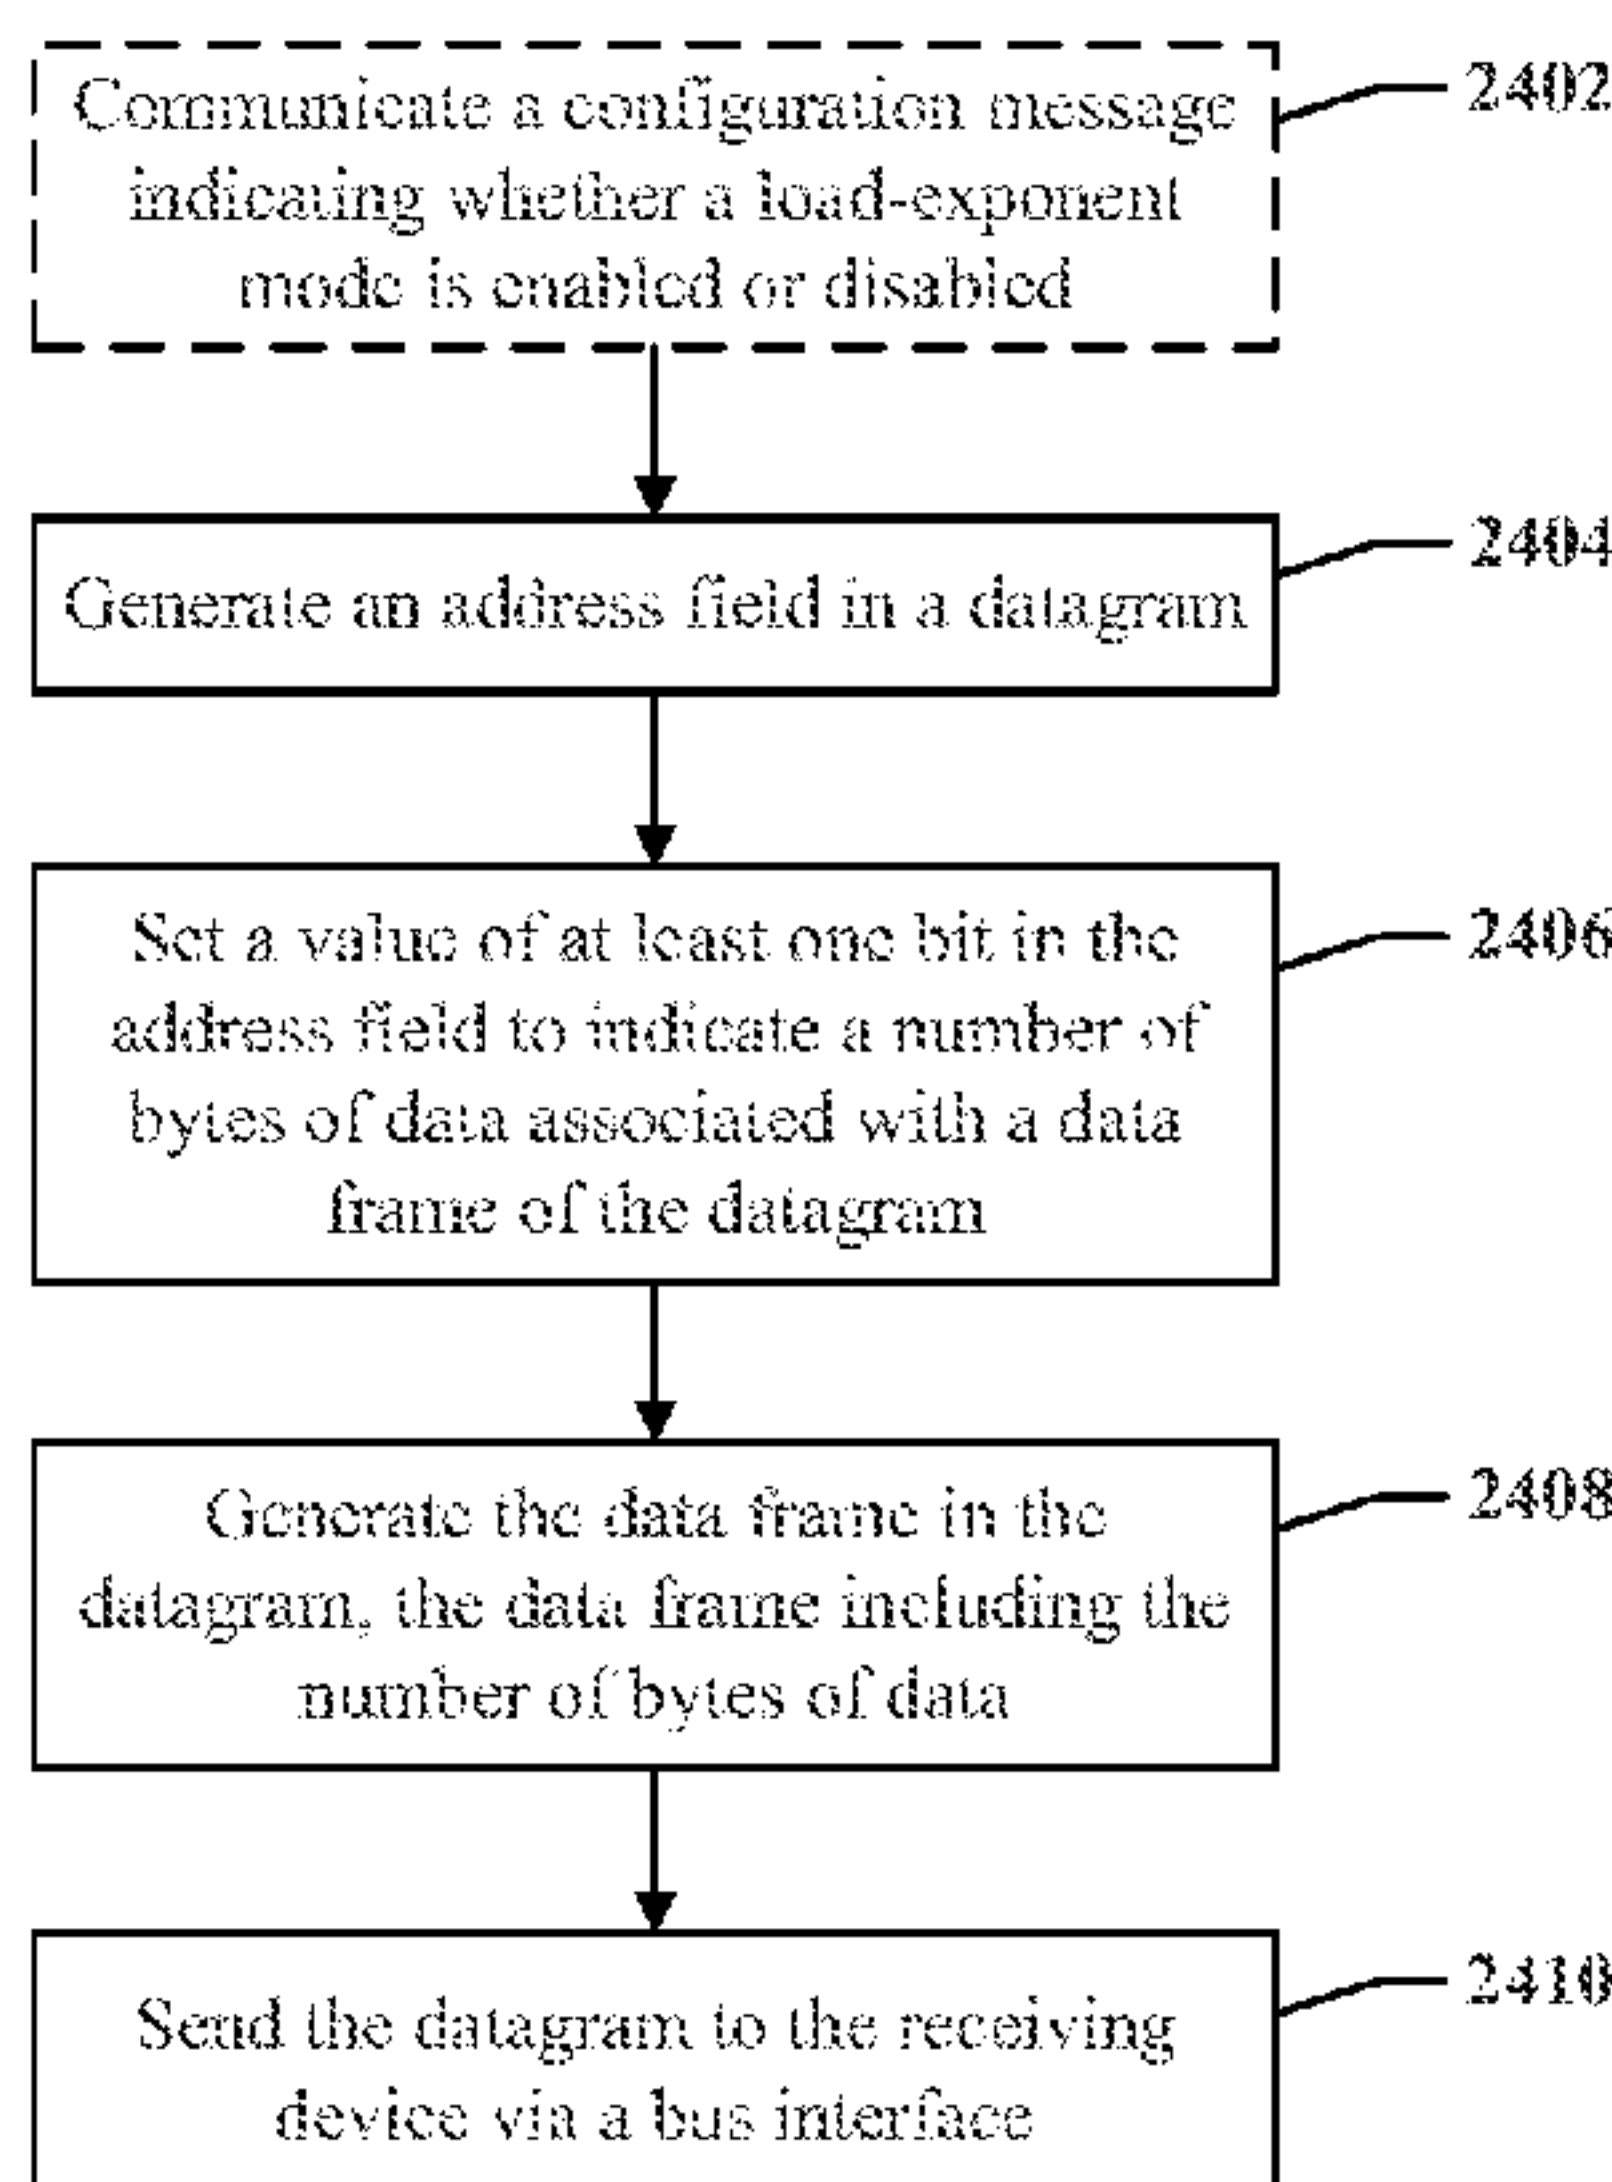 Communicate a configuration message
indicating whether a load-exponent
mode is enabled or disabled
2402
Generate an address field in a datagram
2404
Set a value of at least one bit in the
address field to indicate a number of
bytes of data associated with a data
frame of the datagram
2406
Generate the data frame in the
datagram, the data frame including the
number of bytes of data
2408
Send the datagram to the receiving
device via a bus interface
2410